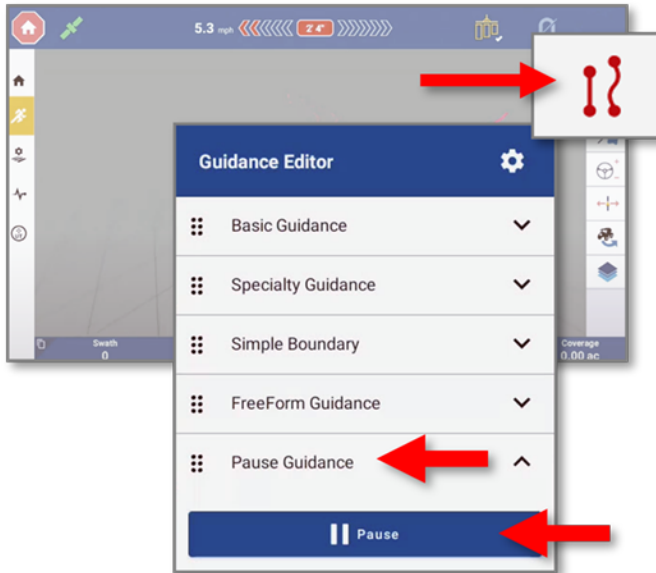 5.3 mph 2' 4"
Guidance Editor
Basic Guidance
Specialty Guidance
Simple Boundary
FreeForm Guidance
Pause Guidance
Pause
Swath
0
Coverage
0.00 ac